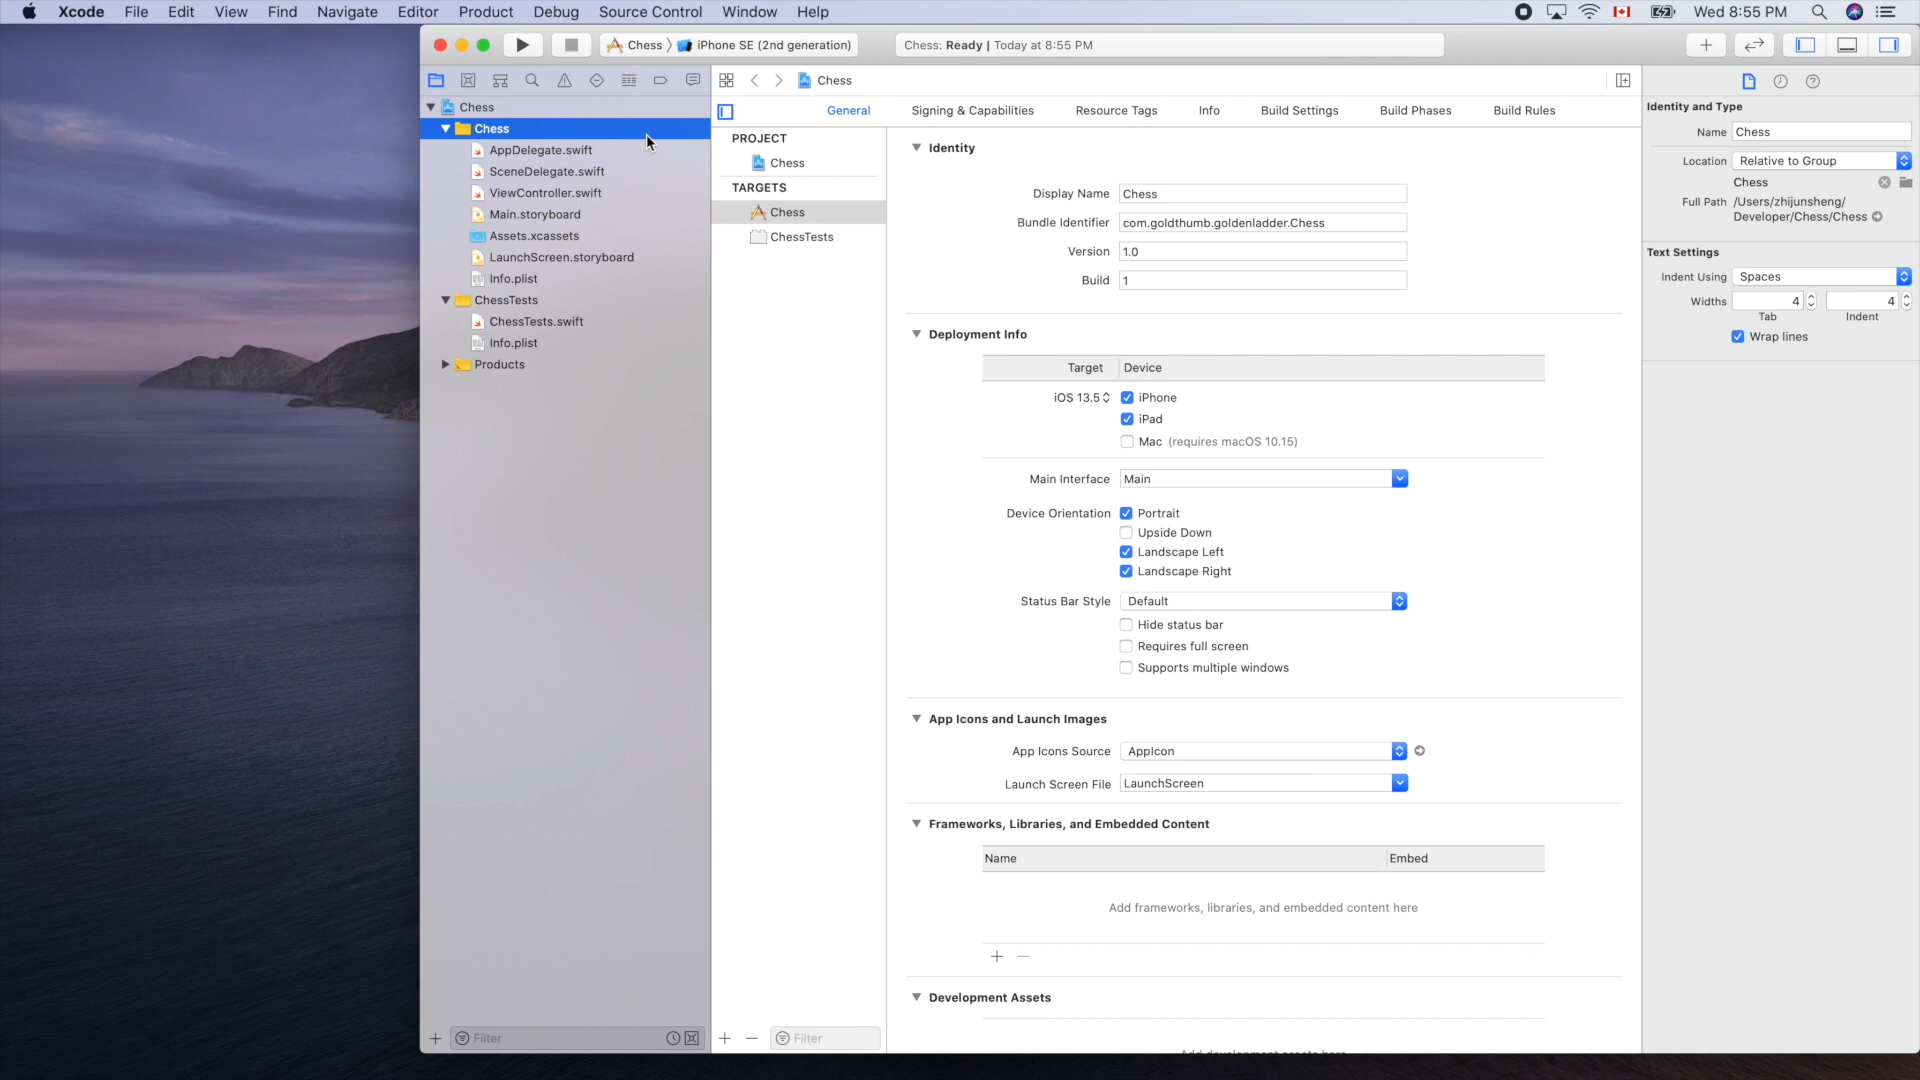 Xcode File Edit View Find Navigate Editor Product Debug Source Control Window Help Wed 8:55 PM
Chess iPhone SE (2nd generation) Chess: Ready | Today at 8:55 PM
Chess
General Signing & Capabilities Resource Tags Info Build Settings Build Phases Build Rules
Chess
Chess
AppDelegate.swift
SceneDelegate.swift
ViewController.swift
Main.storyboard
Assets.xcassets
LaunchScreen.storyboard
Info.plist
ChessTests
ChessTests.swift
Info.plist
Products
Filter
PROJECT
Chess
TARGETS
Chess
ChessTests
Filter
Identity
Display Name Chess
Bundle Identifier com.goldthumb.goldenladder.Chess
Version 1.0
Build 1
Deployment Info
Target Device
iOS 13.5 iPhone
iPad
Mac (requires macOS 10.15)
Main Interface Main
Device Orientation Portrait
Upside Down
Landscape Left
Landscape Right
Status Bar Style Default
Hide status bar
Requires full screen
Supports multiple windows
App Icons and Launch Images
App Icons Source AppIcon
Launch Screen File LaunchScreen
Frameworks, Libraries, and Embedded Content
Name Embed
Add frameworks, libraries, and embedded content here
Development Assets
Add development assets here
Identity and Type
Name Chess
Location Relative to Group
Chess
Full Path /Users/zhijunsheng/
Developer/Chess/Chess
Text Settings
Indent Using Spaces
Widths 4 4
Tab Indent
Wrap lines